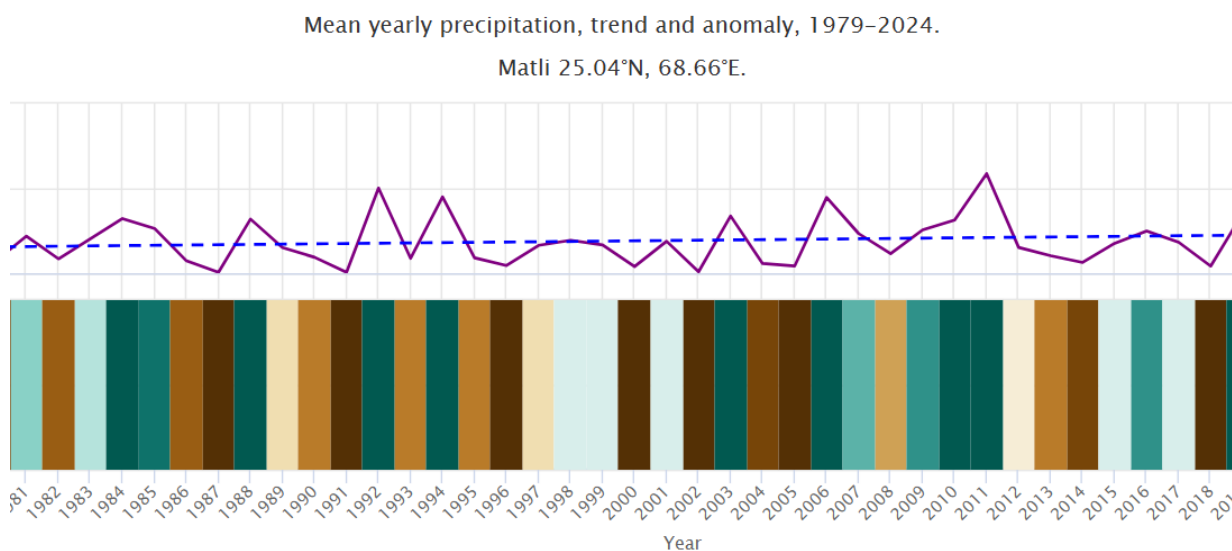 Mean yearly precipitation, trend and anomaly, 1979–2024.
Matli 25.04°N, 68.66°E.
1982 1983 1984 1985 1986 1987 1988 1989 1990 1991 1992 1993 1994 1995 1996 1997 1998 1999 2000 2001 2002 2003 2004 2005 2006 2007 2008 2009 2010 2011 2012 2013 2014 2015 2016 2017 2018
Year